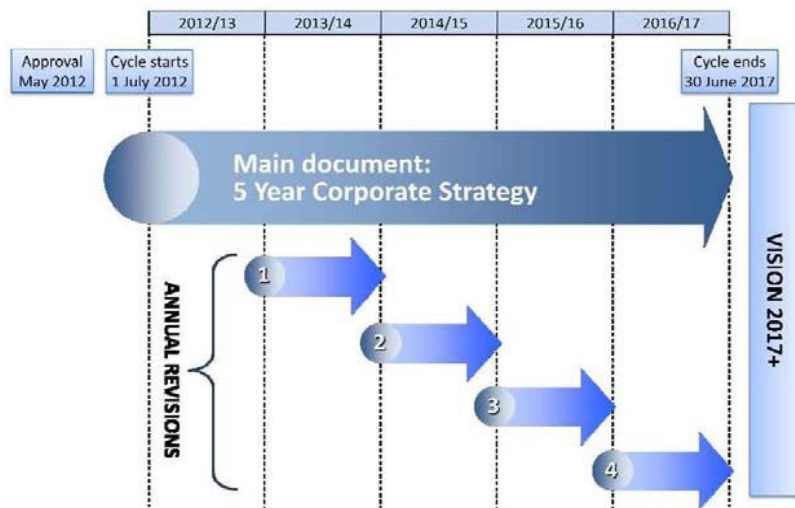 2012/13 2013/14 2014/15 2015/16 2016/17
Approval
May 2012
Cycle starts
1 July 2012
Cycle ends
30 June 2017
Main document:
5 Year Corporate Strategy
ANNUAL REVISIONS
1
2
3
4
VISION 2017+